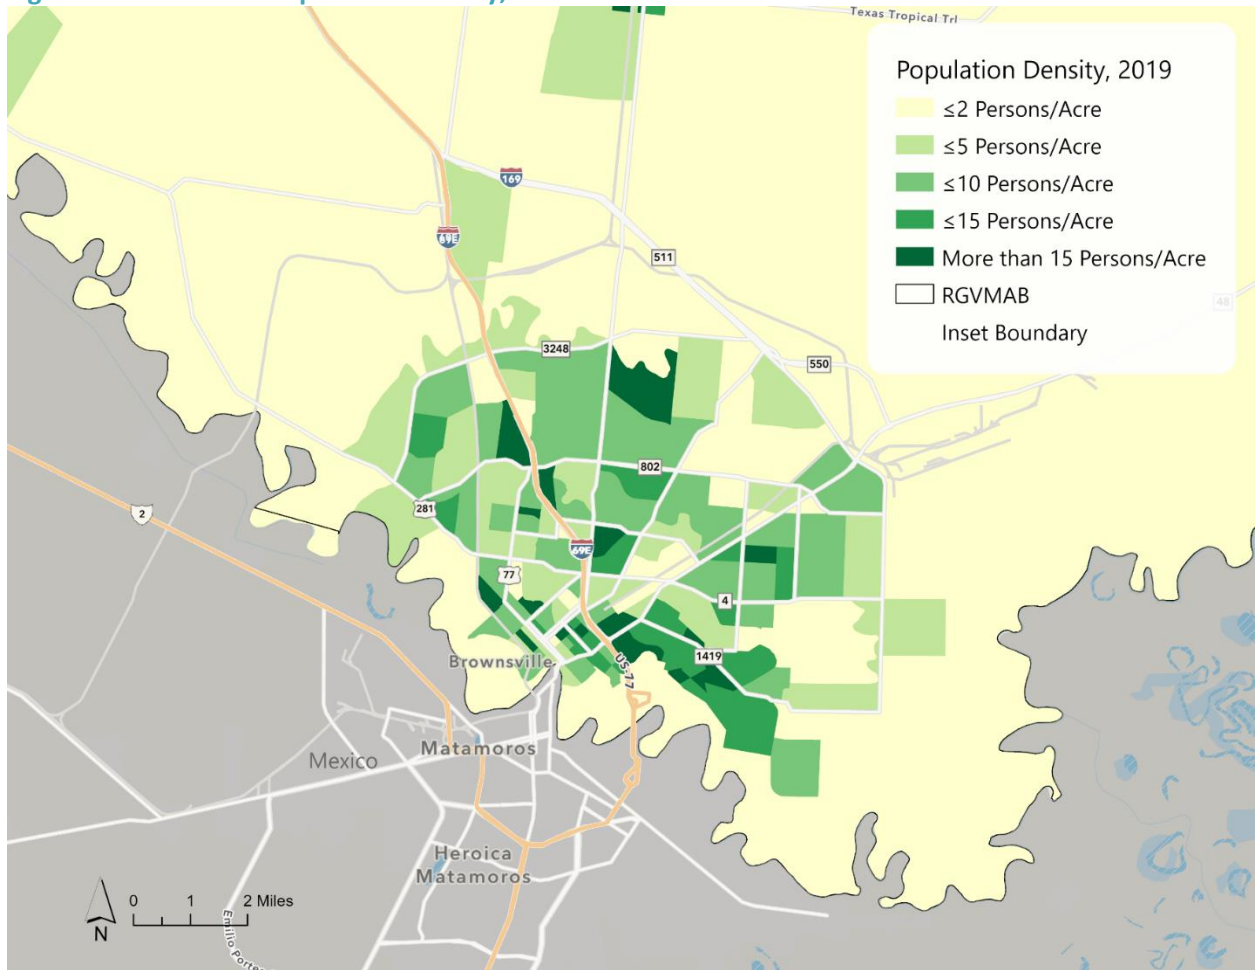 Texas Tropical Trl
Population Density, 2019
≤2 Persons/Acre
≤5 Persons/Acre
≤10 Persons/Acre
≤15 Persons/Acre
More than 15 Persons/Acre
RGVMAB
Inset Boundary
48
169
69E
511
550
3248
802
281
2
69E
77
4
1419
US-77
Brownsville
Matamoros
Mexico
Heroica
Matamoros
0 1 2 Miles
N
Emilio Portes